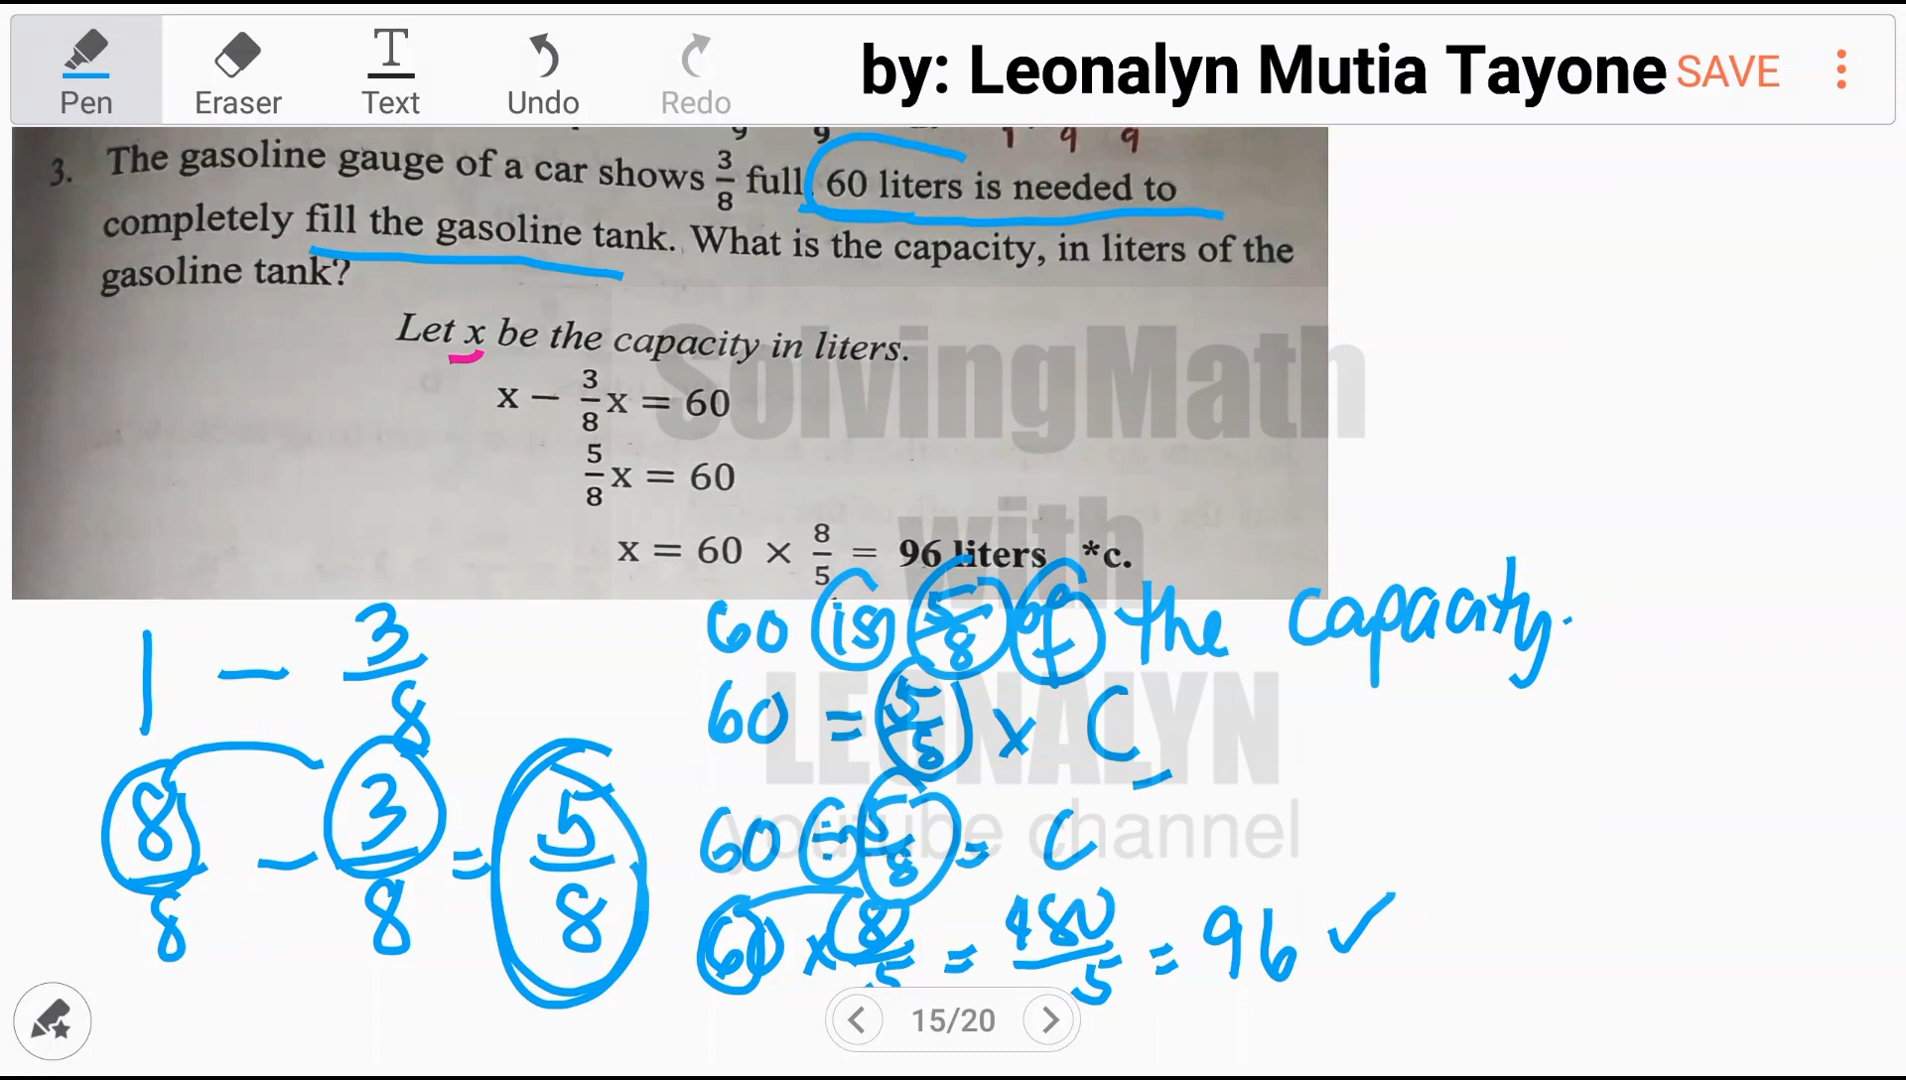 Pen Eraser Text Undo Redo by: Leonalyn Mutia Tayone SAVE
3. The gasoline gauge of a car shows 3/8 full 60 liters is needed to
completely fill the gasoline tank. What is the capacity, in liters of the
gasoline tank?
Let x be the capacity in liters.
x − 3/8 x = 60
5/8 x = 60
x = 60 × 8/5 = 96 liters *c.
SolvingMath
with
LEONALYN
youtube channel
1 − 3/8
8/8 − 3/8 = 5/8
60 is 5/8 of the capacity.
60 = 5/8 x C
60 ÷ 5/8 = C
60 x 8/5 = 480/5 = 96 ✓
15/20